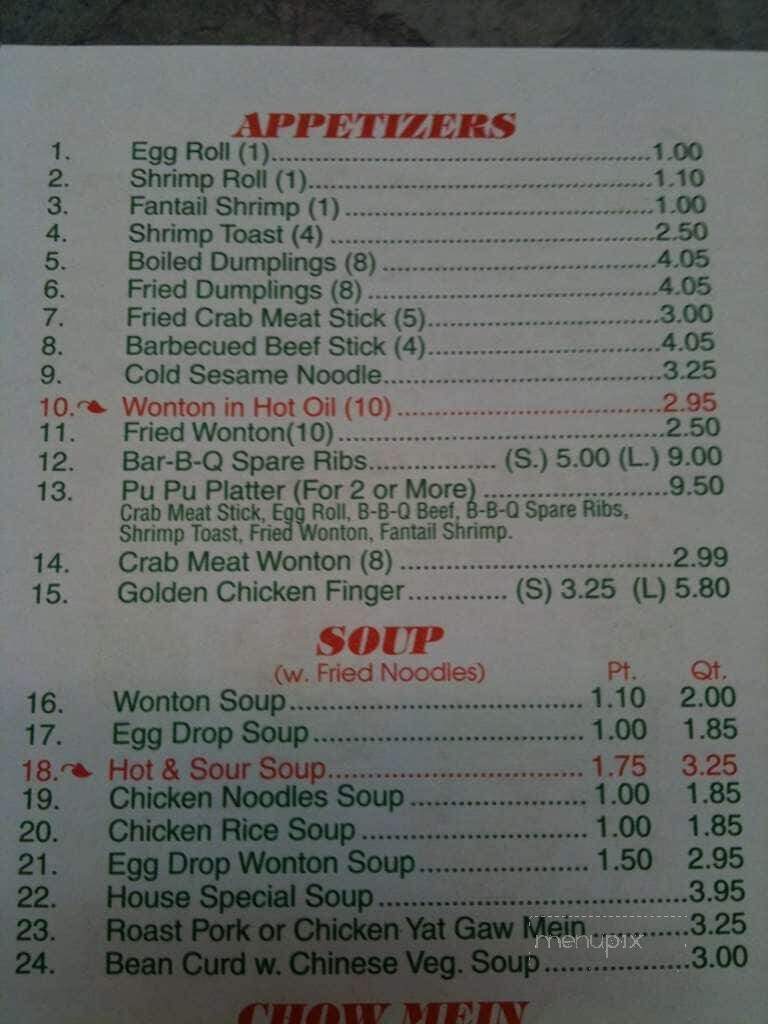 APPETIZERS
1. Egg Roll (1)..........1.00
2. Shrimp Roll (1)..........1.10
3. Fantail Shrimp (1)..........1.00
4. Shrimp Toast (4)..........2.50
5. Boiled Dumplings (8)..........4.05
6. Fried Dumplings (8)..........4.05
7. Fried Crab Meat Stick (5)..........3.00
8. Barbecued Beef Stick (4)..........4.05
9. Cold Sesame Noodle..........3.25
10. Wonton in Hot Oil (10)..........2.95
11. Fried Wonton(10)..........2.50
12. Bar-B-Q Spare Ribs.......... (S.) 5.00 (L.) 9.00
13. Pu Pu Platter (For 2 or More)..........9.50
Crab Meat Stick, Egg Roll, B-B-Q Beef, B-B-Q Spare Ribs,
Shrimp Toast, Fried Wonton, Fantail Shrimp.
14. Crab Meat Wonton (8)..........2.99
15. Golden Chicken Finger.......... (S) 3.25 (L) 5.80
SOUP
(w. Fried Noodles) Pt. Qt.
16. Wonton Soup.......... 1.10 2.00
17. Egg Drop Soup.......... 1.00 1.85
18. Hot & Sour Soup.......... 1.75 3.25
19. Chicken Noodles Soup.......... 1.00 1.85
20. Chicken Rice Soup.......... 1.00 1.85
21. Egg Drop Wonton Soup.......... 1.50 2.95
22. House Special Soup..........3.95
23. Roast Pork or Chicken Yat Gaw Mein..........3.25
menupix
24. Bean Curd w. Chinese Veg. Soup..........3.00
CHOW MEIN